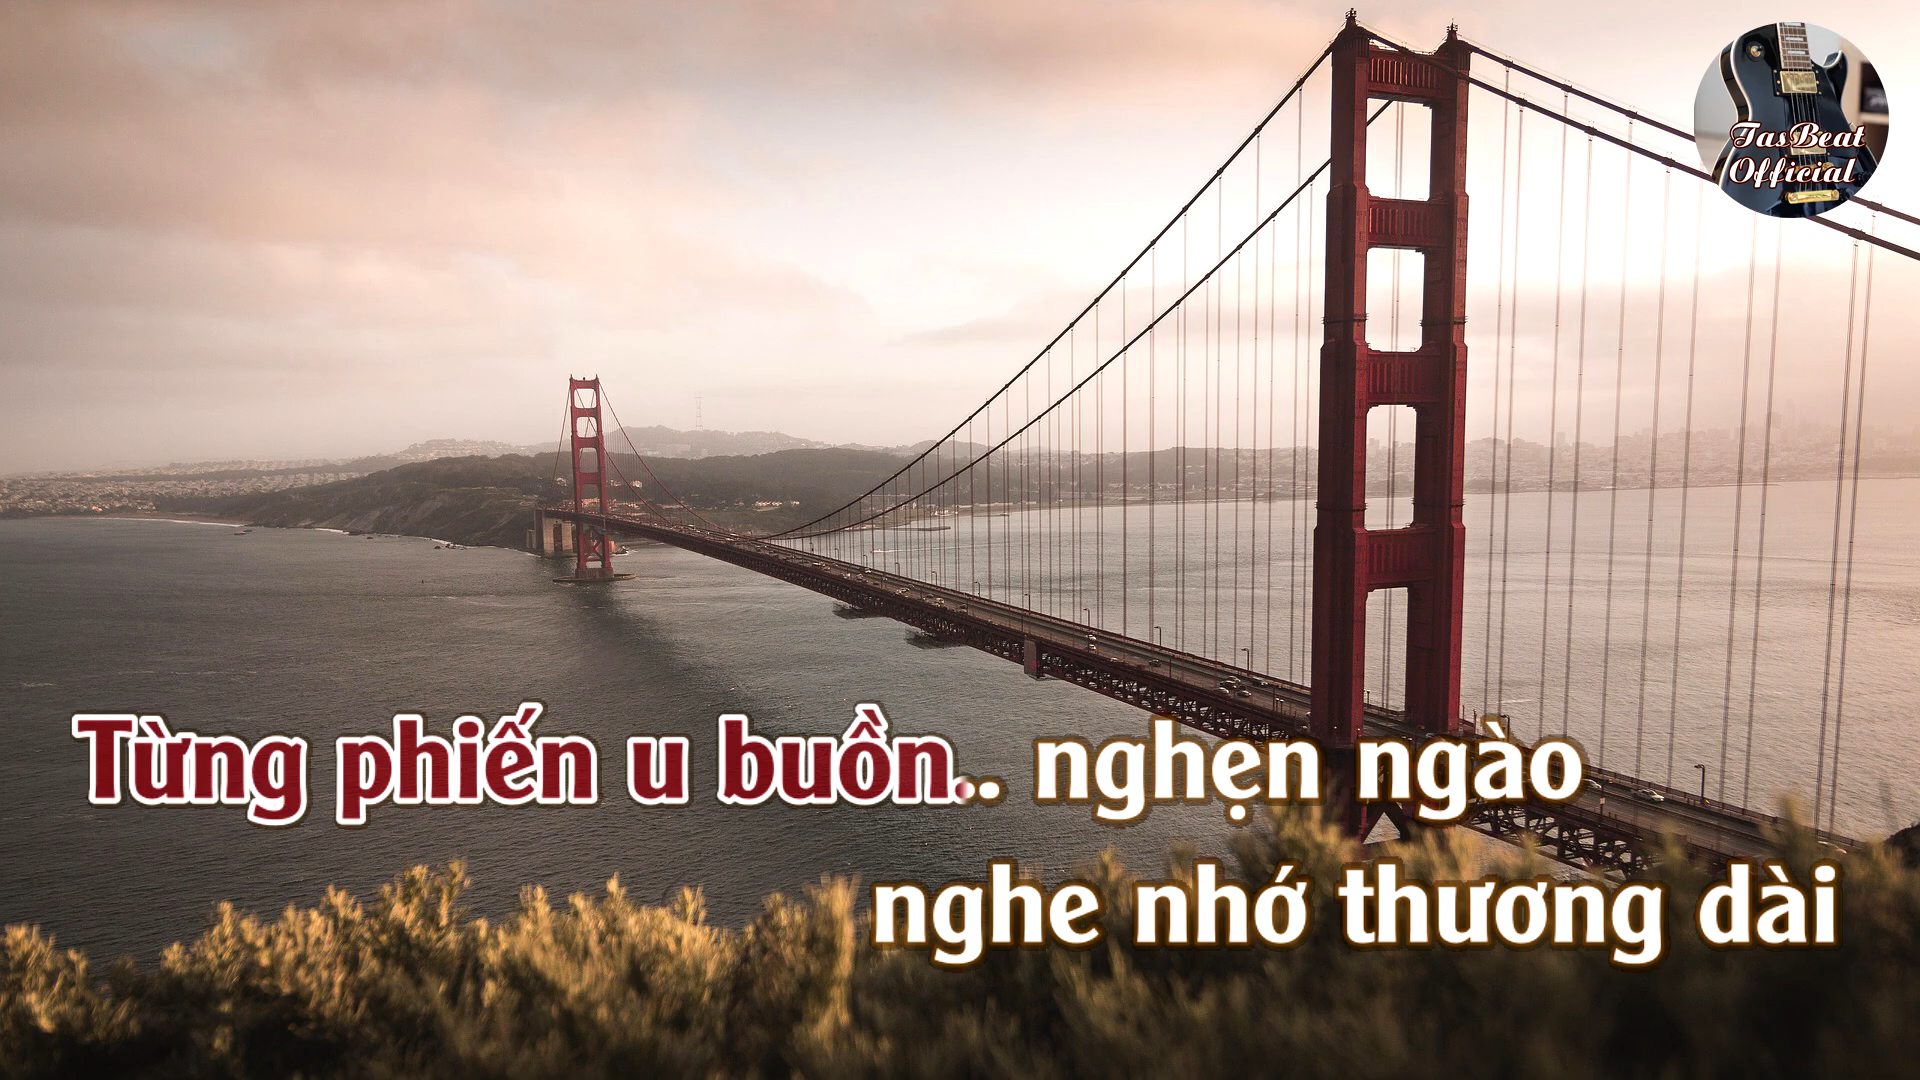 TasBeat
Official
Từng phiến u buồn.. nghẹn ngào
nghe nhớ thương dài